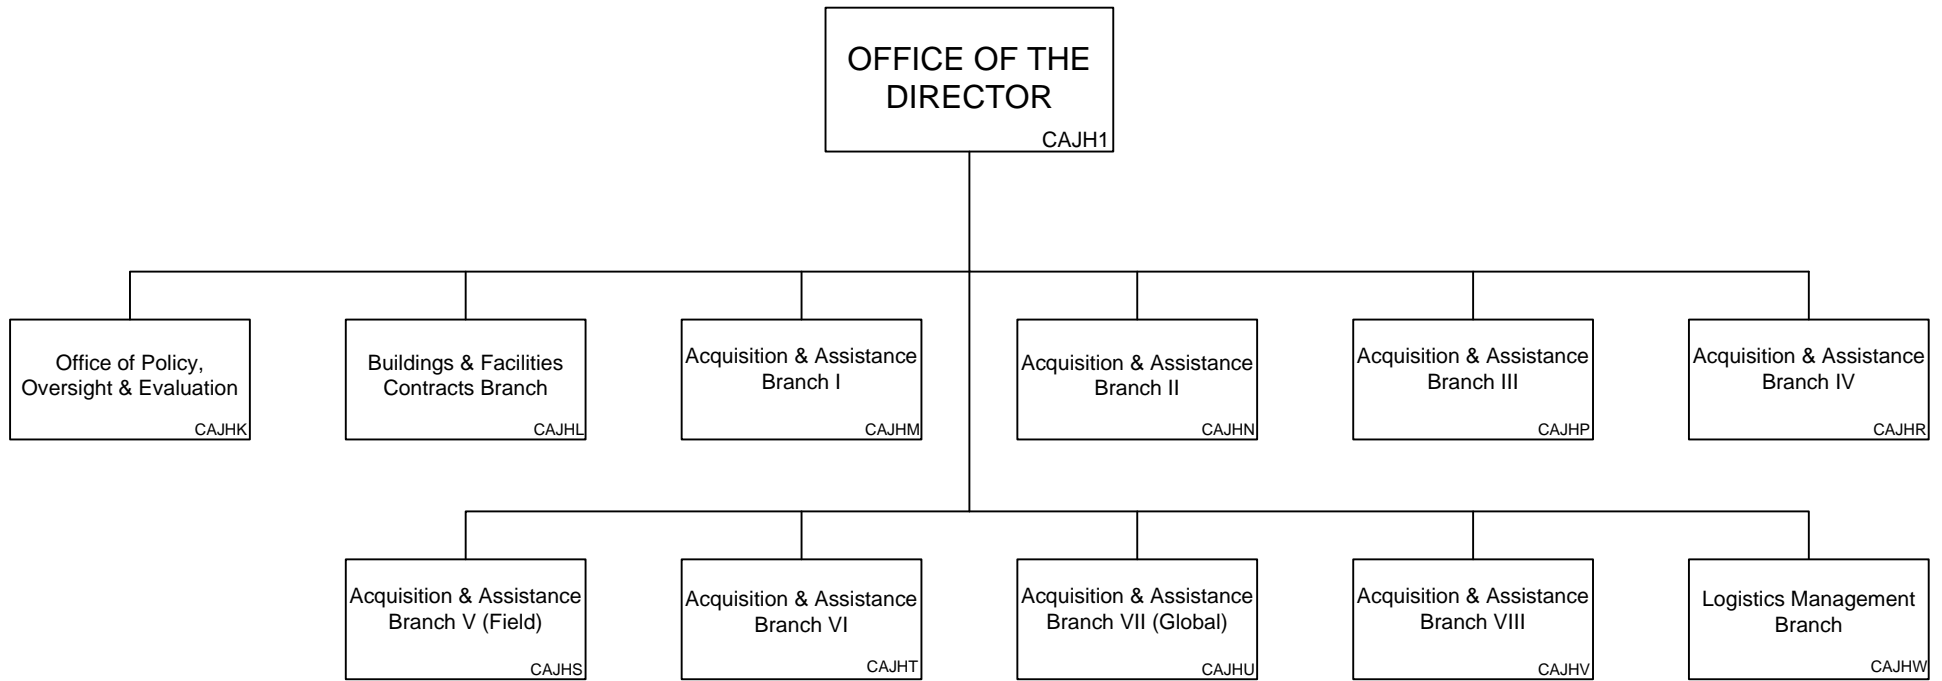 OFFICE OF THE
DIRECTOR
CAJH1
Office of Policy,
Oversight & Evaluation
CAJHK
Buildings & Facilities
Contracts Branch
CAJHL
Acquisition & Assistance
Branch I
CAJHM
Acquisition & Assistance
Branch II
CAJHN
Acquisition & Assistance
Branch III
CAJHP
Acquisition & Assistance
Branch IV
CAJHR
Acquisition & Assistance
Branch V (Field)
CAJHS
Acquisition & Assistance
Branch VI
CAJHT
Acquisition & Assistance
Branch VII (Global)
CAJHU
Acquisition & Assistance
Branch VIII
CAJHV
Logistics Management
Branch
CAJHW